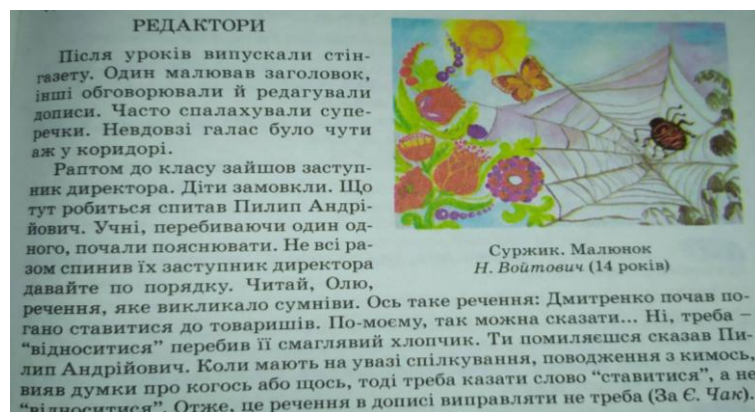 РЕДАКТОРИ
Після уроків випускали стін-
газету. Один малював заголовок,
інші обговорювали й редагували
дописи. Часто спалахували супе-
речки. Невдовзі галас було чути
аж у коридорі.
Раптом до класу зайшов заступ-
ник директора. Діти замовкли. Що
тут робиться спитав Пилип Андрі-
йович. Учні, перебиваючи один од-
ного, почали пояснювати. Не всі ра-
зом спинив їх заступник директора
давайте по порядку. Читай, Олю,
речення, яке викликало сумніви. Ось таке речення: Дмитренко почав по-
гано ставитися до товаришів. По-моєму, так можна сказати... Ні, треба –
“відноситися” перебив її смаглявий хлопчик. Ти помиляєшся сказав Пи-
лип Андрійович. Коли мають на увазі спілкування, поводження з кимось,
вияв думки про когось або щось, тоді треба казати слово “ставитися”, а не
“відноситися”. Отже, це речення в дописі виправляти не треба (За Є. Чак).
Суржик. Малюнок
Н. Войтович (14 років)